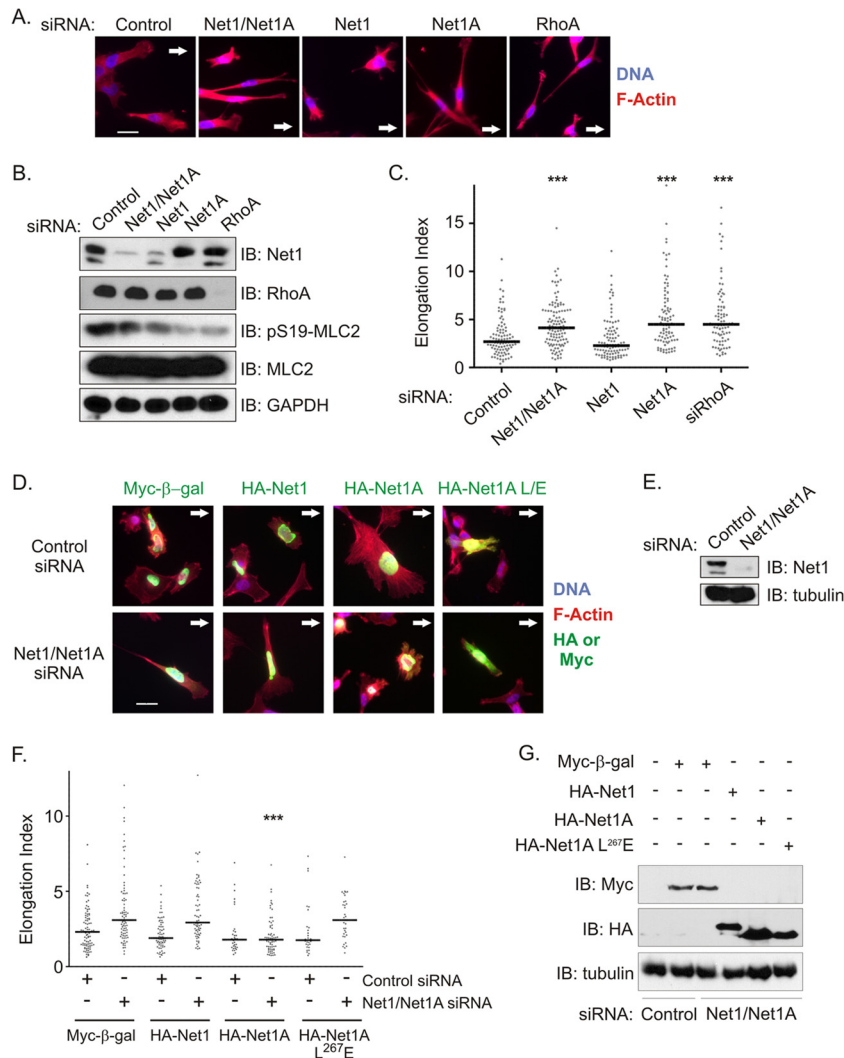 A.
siRNA: Control Net1/Net1A Net1 Net1A RhoA
DNA
F-Actin
B.
siRNA: Control Net1/Net1A Net1 Net1A RhoA
IB: Net1
IB: RhoA
IB: pS19-MLC2
IB: MLC2
IB: GAPDH
C.
*** *** ***
Elongation Index
20
15
10
5
0
siRNA: Control Net1/Net1A Net1 Net1A siRhoA
D.
Myc-β-gal HA-Net1 HA-Net1A HA-Net1A L/E
Control
siRNA
Net1/Net1A
siRNA
DNA
F-Actin
HA or
Myc
E.
siRNA: Control Net1/Net1A
IB: Net1
IB: tubulin
F.
***
Elongation Index
10
5
0
+ - + - + - + - Control siRNA
- + - + - + - + Net1/Net1A siRNA
Myc-β-gal HA-Net1 HA-Net1A HA-Net1A
L267E
G.
Myc-β-gal - + + - - -
HA-Net1 - - - + - -
HA-Net1A - - - - + -
HA-Net1A L267E - - - - - +
IB: Myc
IB: HA
IB: tubulin
siRNA: Control Net1/Net1A